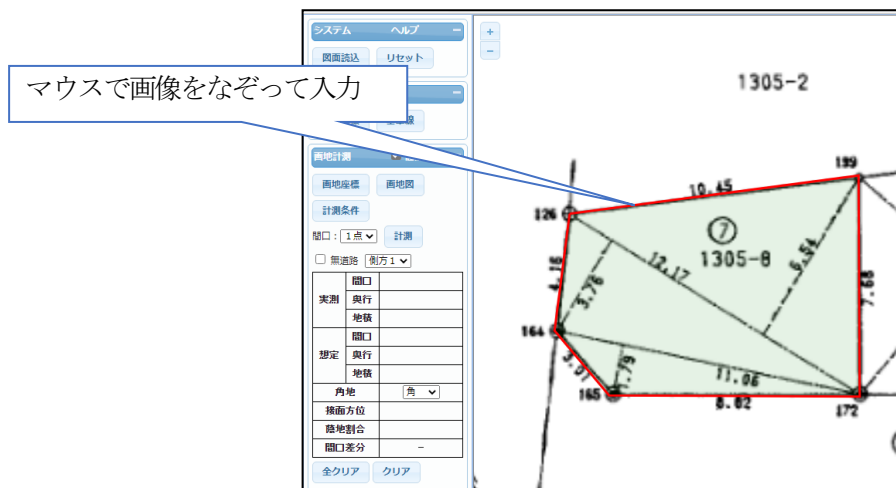 システム ヘルプ −
図面読込 リセット
マウスで画像をなぞって入力
−
画地計測
画地座標 画地図
計測条件
間口： 1点 計測
無道路 側方１
実測 間口
奥行
地積
想定 間口
奥行
地積
角地 角
接面方位
陰地割合
間口差分 −
全クリア クリア
+
−
1305-2
199
10.45
126
⑦
1305-8
6.54
12.17
4.16
3.76
7.68
164
3.01
1.79
11.06
165
8.82
172